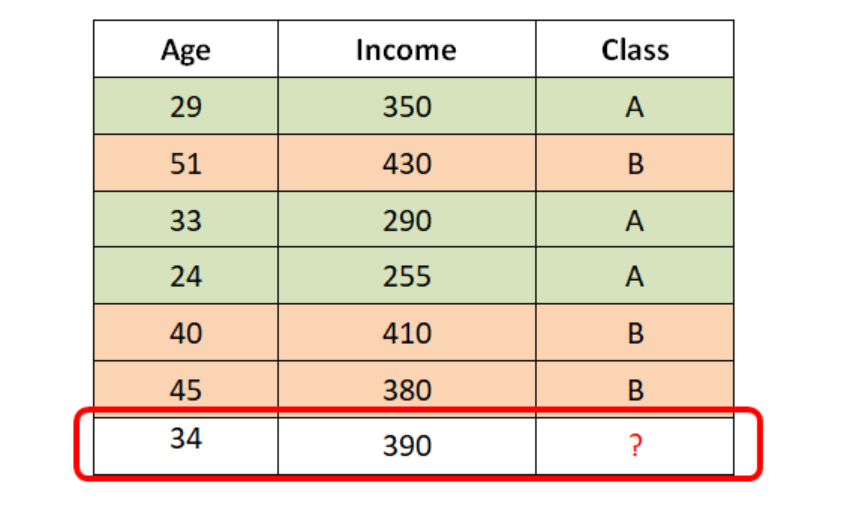 Age Income Class
29 350 A
51 430 B
33 290 A
24 255 A
40 410 B
45 380 B
34 390 ?